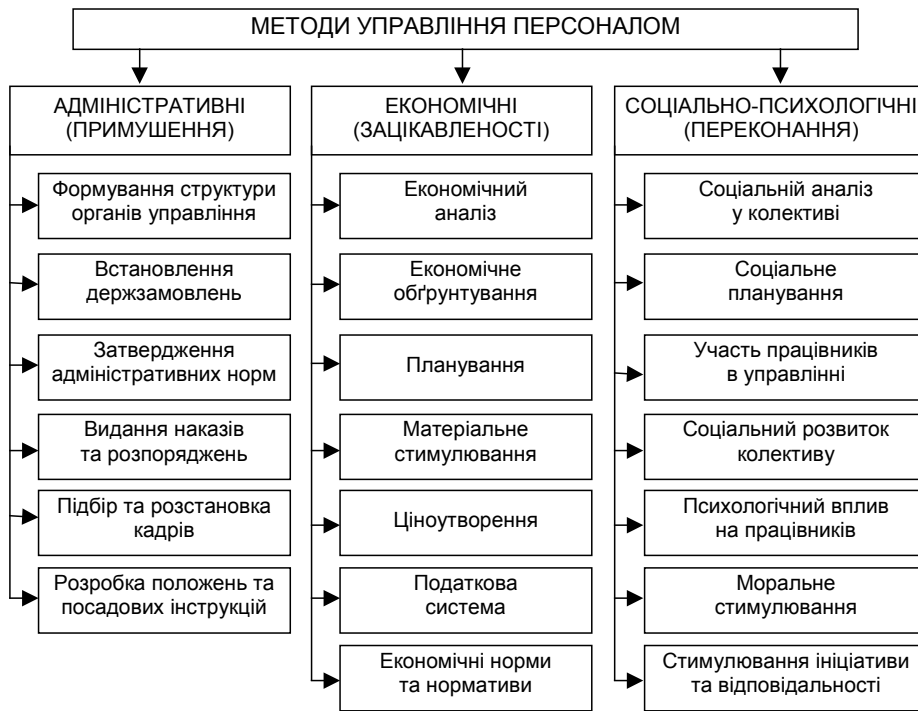 МЕТОДИ УПРАВЛІННЯ ПЕРСОНАЛОМ
АДМІНІСТРАТИВНІ
(ПРИМУШЕННЯ)
Формування структури
органів управління
Встановлення
держзамовлень
Затвердження
адміністративних норм
Видання наказів
та розпоряджень
Підбір та розстановка
кадрів
Розробка положень та
посадових інструкцій
ЕКОНОМІЧНІ
(ЗАЦІКАВЛЕНОСТІ)
Економічний
аналіз
Економічне
обґрунтування
Планування
Матеріальне
стимулювання
Ціноутворення
Податкова
система
Економічні норми
та нормативи
СОЦІАЛЬНО-ПСИХОЛОГІЧНІ
(ПЕРЕКОНАННЯ)
Соціальній аналіз
у колективі
Соціальне
планування
Участь працівників
в управлінні
Соціальний розвиток
колективу
Психологічний вплив
на працівників
Моральне
стимулювання
Стимулювання ініціативи
та відповідальності